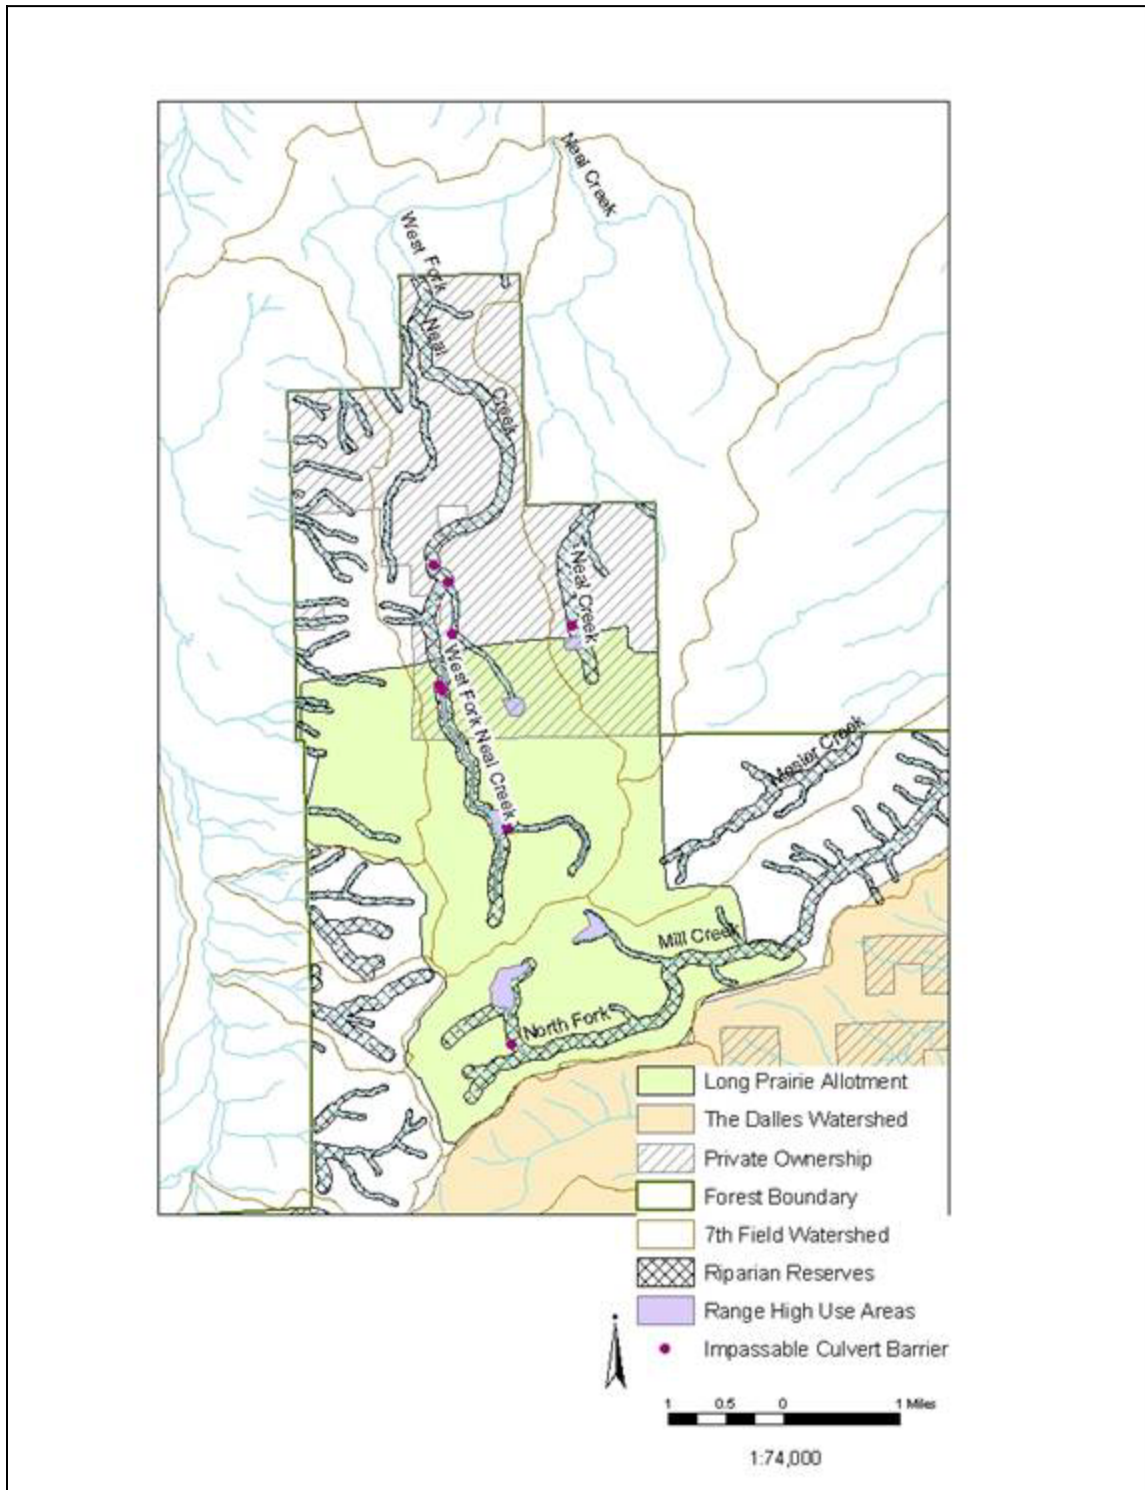 Neal Creek
West Fork
Neal
Creek
Neal Creek
West Fork Neal Creek
Mosier Creek
Mill Creek
North Fork
Long Prairie Allotment
The Dalles Watershed
Private Ownership
Forest Boundary
7th Field Watershed
Riparian Reserves
Range High Use Areas
Impassable Culvert Barrier
1 0.5 0 1 Miles
1:74,000